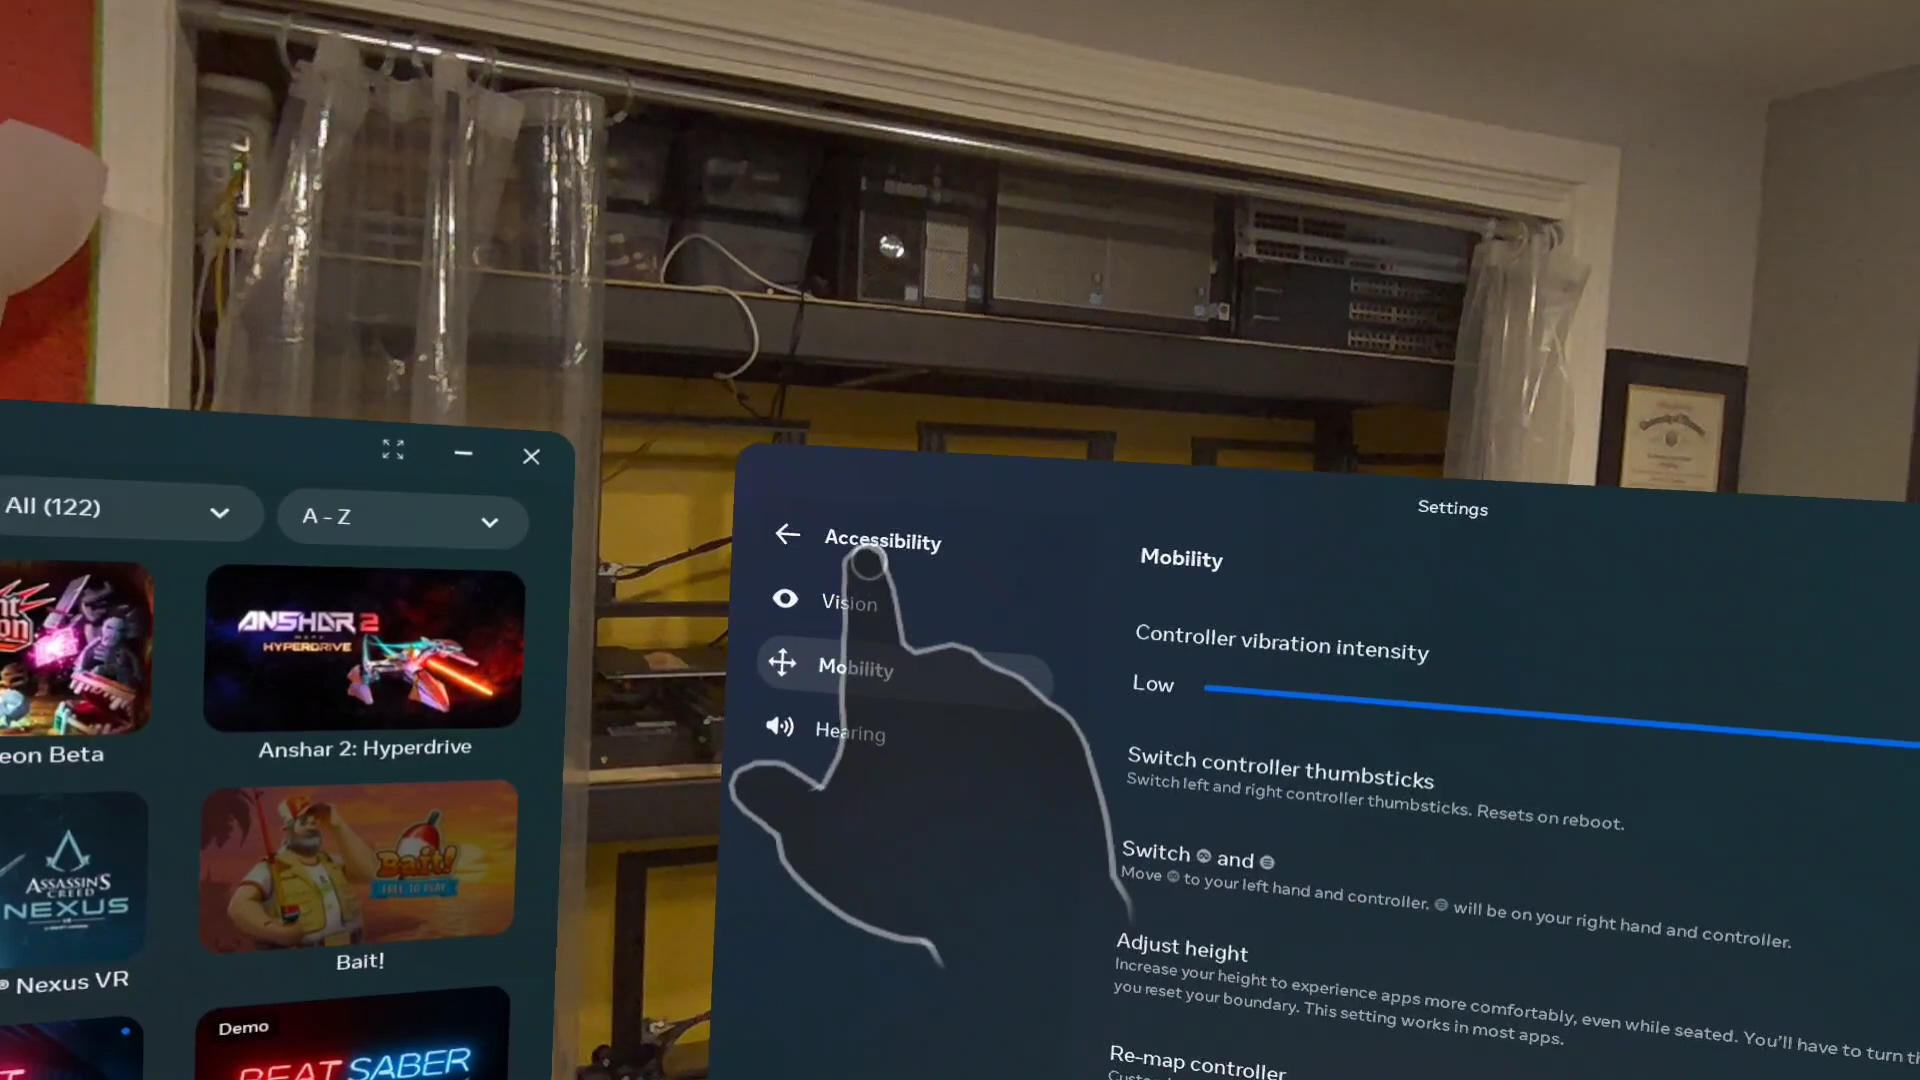 All (122)
A - Z
ANSHAR 2
HYPERDRIVE
eon Beta
Anshar 2: Hyperdrive
ASSASSIN'S
CREED
NEXUS
Bait!
FREE TO PLAY
® Nexus VR
Bait!
Demo
BEAT SABER
Settings
Accessibility
Vision
Mobility
Hearing
Mobility
Controller vibration intensity
Low
Switch controller thumbsticks
Switch left and right controller thumbsticks. Resets on reboot.
Switch and
Move to your left hand and controller. will be on your right hand and controller.
Adjust height
Increase your height to experience apps more comfortably, even while seated. You'll have to turn
you reset your boundary. This setting works in most apps.
Re-map controller